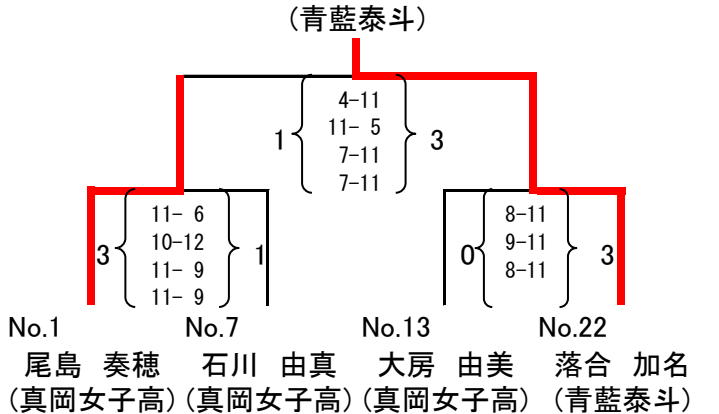 (青藍泰斗)
4-11
11- 5
1 3
7-11
7-11
11- 6 8-11
10-12 9-11
3 1 0 3
11- 9 8-11
11- 9
No.1 No.7 No.13 No.22
尾島 奏穂 石川 由真 大房 由美 落合 加名
(真岡女子高) (真岡女子高) (真岡女子高) (青藍泰斗)